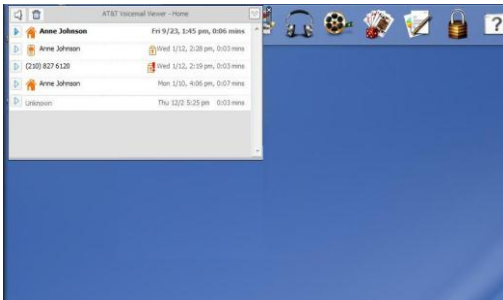 AT&T Voicemail Viewer - Home
Anne Johnson Fri 9/23, 1:45 pm, 0:06 mins
Anne Johnson Wed 1/12, 2:28 pm, 0:03 mins
(210) 827 6120 Wed 1/12, 2:19 pm, 0:03 mins
Anne Johnson Mon 1/10, 4:06 pm, 0:07 mins
Unknown Thu 12/2 5:25 pm 0:03 mins
?